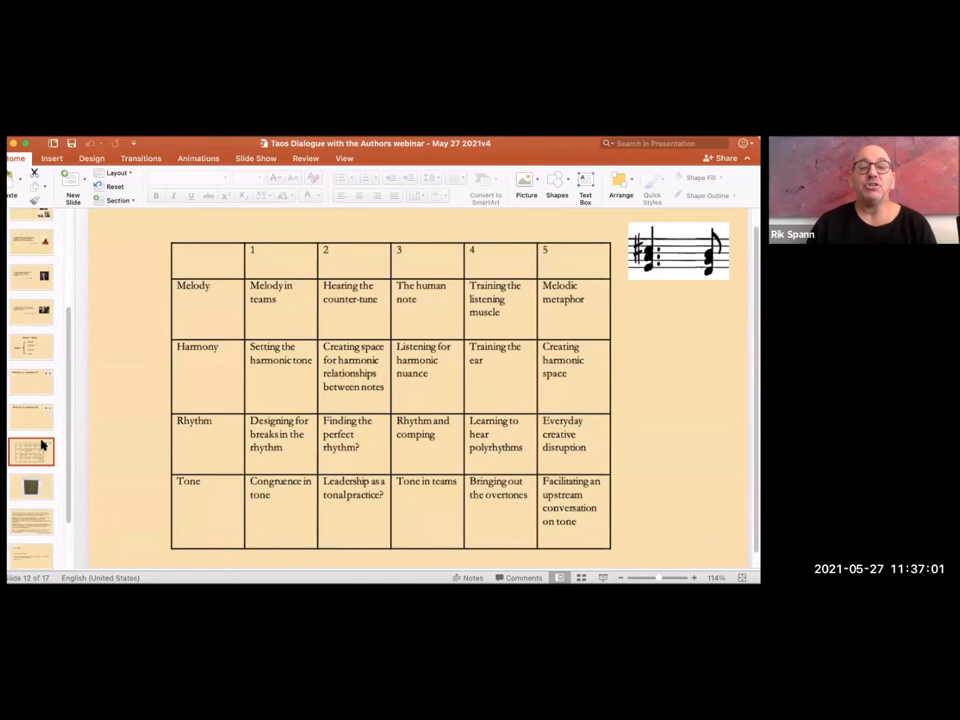 Taos Dialogue with the Authors webinar - May 27 2021v4
Search in Presentation
Home
Insert
Design
Transitions
Animations
Slide Show
Review
View
Share
New
Slide
Layout
Reset
Section
Convert to
SmartArt
Picture
Shapes
Text
Box
Arrange
Quick
Styles
Shape Fill
Shape Outline
1
2
3
4
5
Melody
Melody in
teams
Hearing the
counter-tune
The human
note
Training the
listening
muscle
Melodic
metaphor
Harmony
Setting the
harmonic tone
Creating space
for harmonic
relationships
between notes
Listening for
harmonic
nuance
Training the
ear
Creating
harmonic
space
Rhythm
Designing for
breaks in the
rhythm
Finding the
perfect
rhythm?
Rhythm and
comping
Learning to
hear
polyrhythms
Everyday
creative
disruption
Tone
Congruence in
tone
Leadership as a
tonal practice?
Tone in teams
Bringing out
the overtones
Facilitating an
upstream
conversation
on tone
Slide 12 of 17
English (United States)
Notes
Comments
114%
Rik Spann
2021-05-27 11:37:01